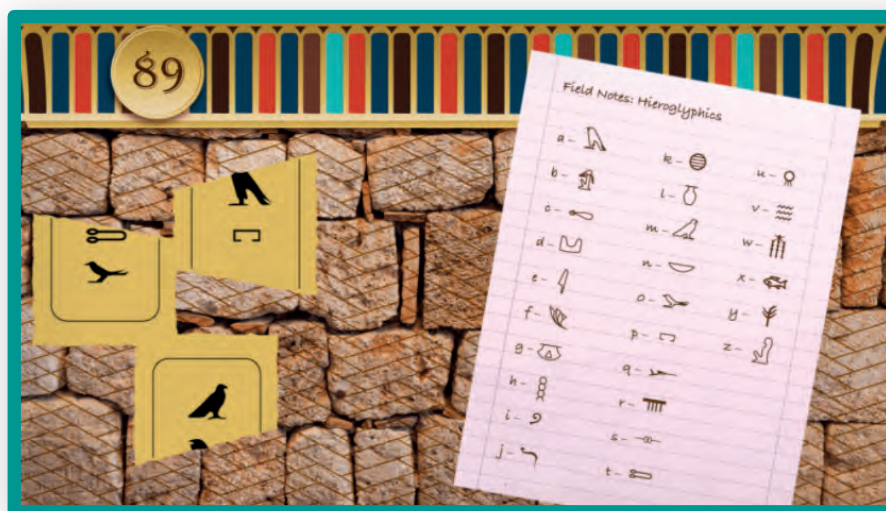 89
Field Notes: Hieroglyphics
a -
b -
c -
d -
e -
f -
g -
h -
i -
j -
k -
l -
m -
n -
o -
p -
q -
r -
s -
t -
u -
v -
w -
x -
y -
z -